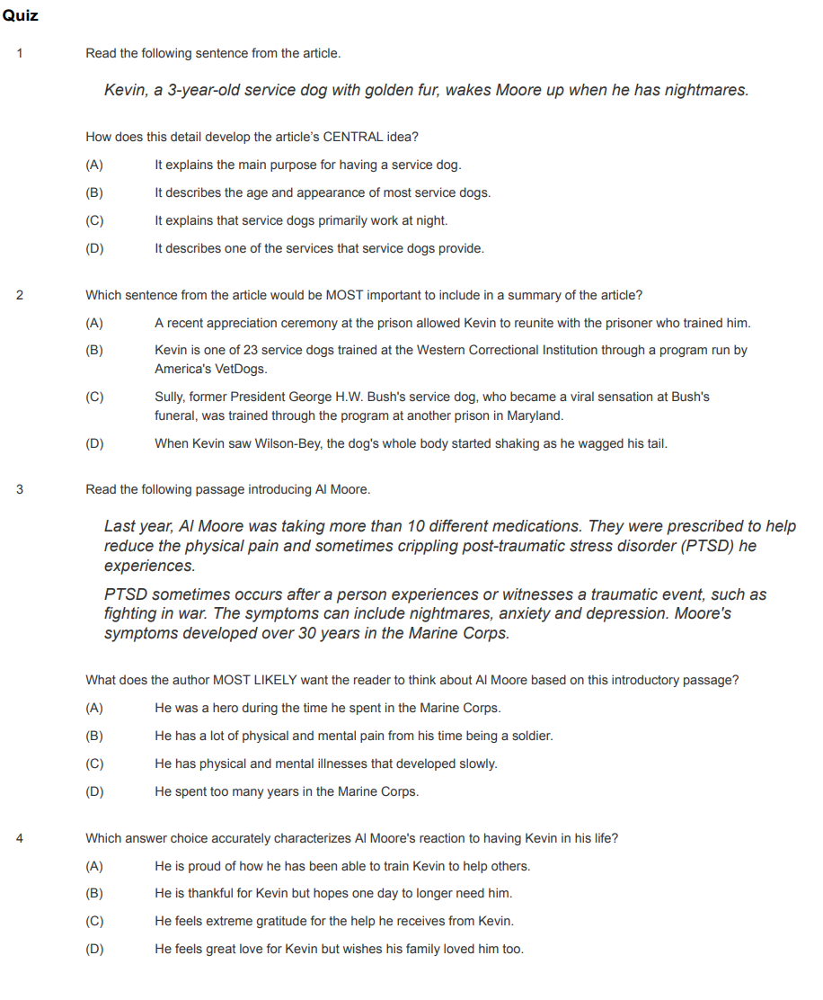 Quiz
1 Read the following sentence from the article.
Kevin, a 3-year-old service dog with golden fur, wakes Moore up when he has nightmares.
How does this detail develop the article's CENTRAL idea?
(A) It explains the main purpose for having a service dog.
(B) It describes the age and appearance of most service dogs.
(C) It explains that service dogs primarily work at night.
(D) It describes one of the services that service dogs provide.
2 Which sentence from the article would be MOST important to include in a summary of the article?
(A) A recent appreciation ceremony at the prison allowed Kevin to reunite with the prisoner who trained him.
(B) Kevin is one of 23 service dogs trained at the Western Correctional Institution through a program run by
America's VetDogs.
(C) Sully, former President George H.W. Bush's service dog, who became a viral sensation at Bush's
funeral, was trained through the program at another prison in Maryland.
(D) When Kevin saw Wilson-Bey, the dog's whole body started shaking as he wagged his tail.
3 Read the following passage introducing Al Moore.
Last year, Al Moore was taking more than 10 different medications. They were prescribed to help
reduce the physical pain and sometimes crippling post-traumatic stress disorder (PTSD) he
experiences.
PTSD sometimes occurs after a person experiences or witnesses a traumatic event, such as
fighting in war. The symptoms can include nightmares, anxiety and depression. Moore's
symptoms developed over 30 years in the Marine Corps.
What does the author MOST LIKELY want the reader to think about Al Moore based on this introductory passage?
(A) He was a hero during the time he spent in the Marine Corps.
(B) He has a lot of physical and mental pain from his time being a soldier.
(C) He has physical and mental illnesses that developed slowly.
(D) He spent too many years in the Marine Corps.
4 Which answer choice accurately characterizes Al Moore's reaction to having Kevin in his life?
(A) He is proud of how he has been able to train Kevin to help others.
(B) He is thankful for Kevin but hopes one day to longer need him.
(C) He feels extreme gratitude for the help he receives from Kevin.
(D) He feels great love for Kevin but wishes his family loved him too.